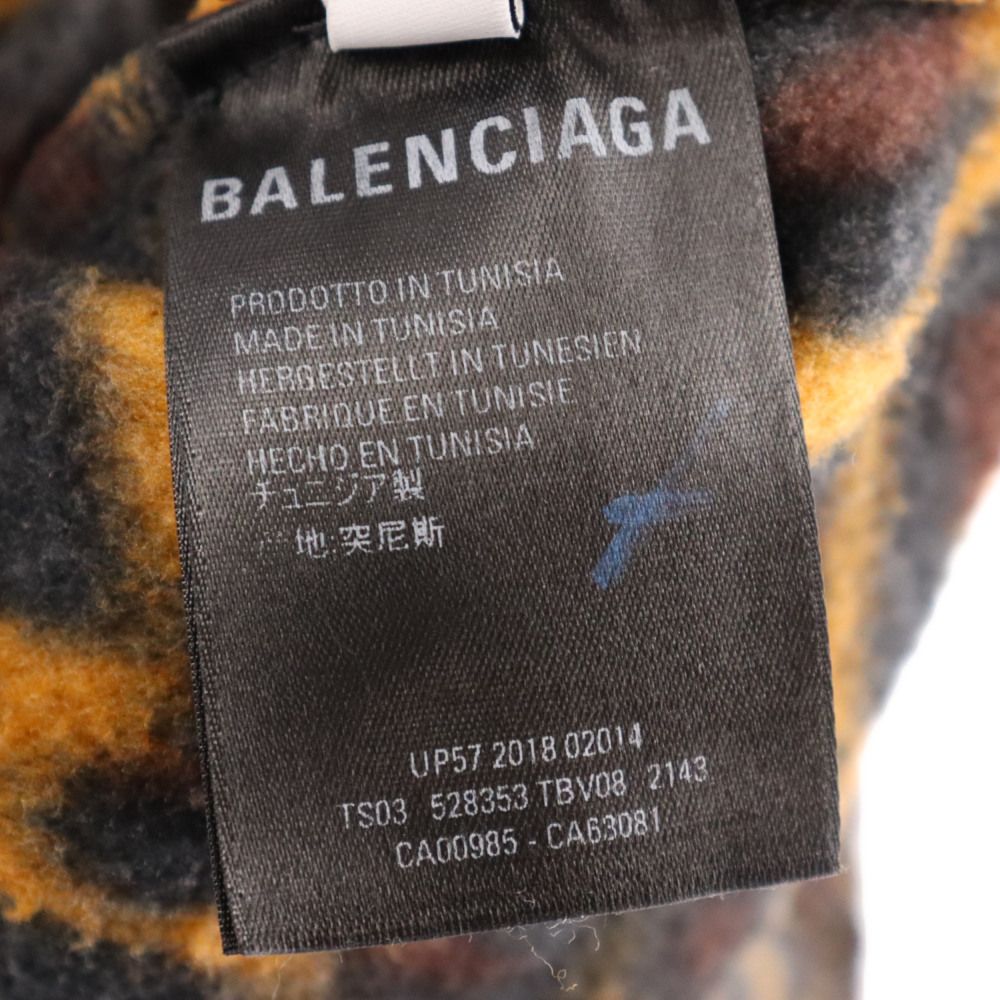 BALENCIAGA
PRODOTTO IN TUNISIA
MADE IN TUNISIA
HERGESTELLT IN TUNESIEN
FABRIQUE EN TUNISIE
HECHO EN TUNISIA
チュニジア製
地:突尼斯
UP57 2018 02014
TS03 528353 TBV08 2143
CA00985 - CA63081